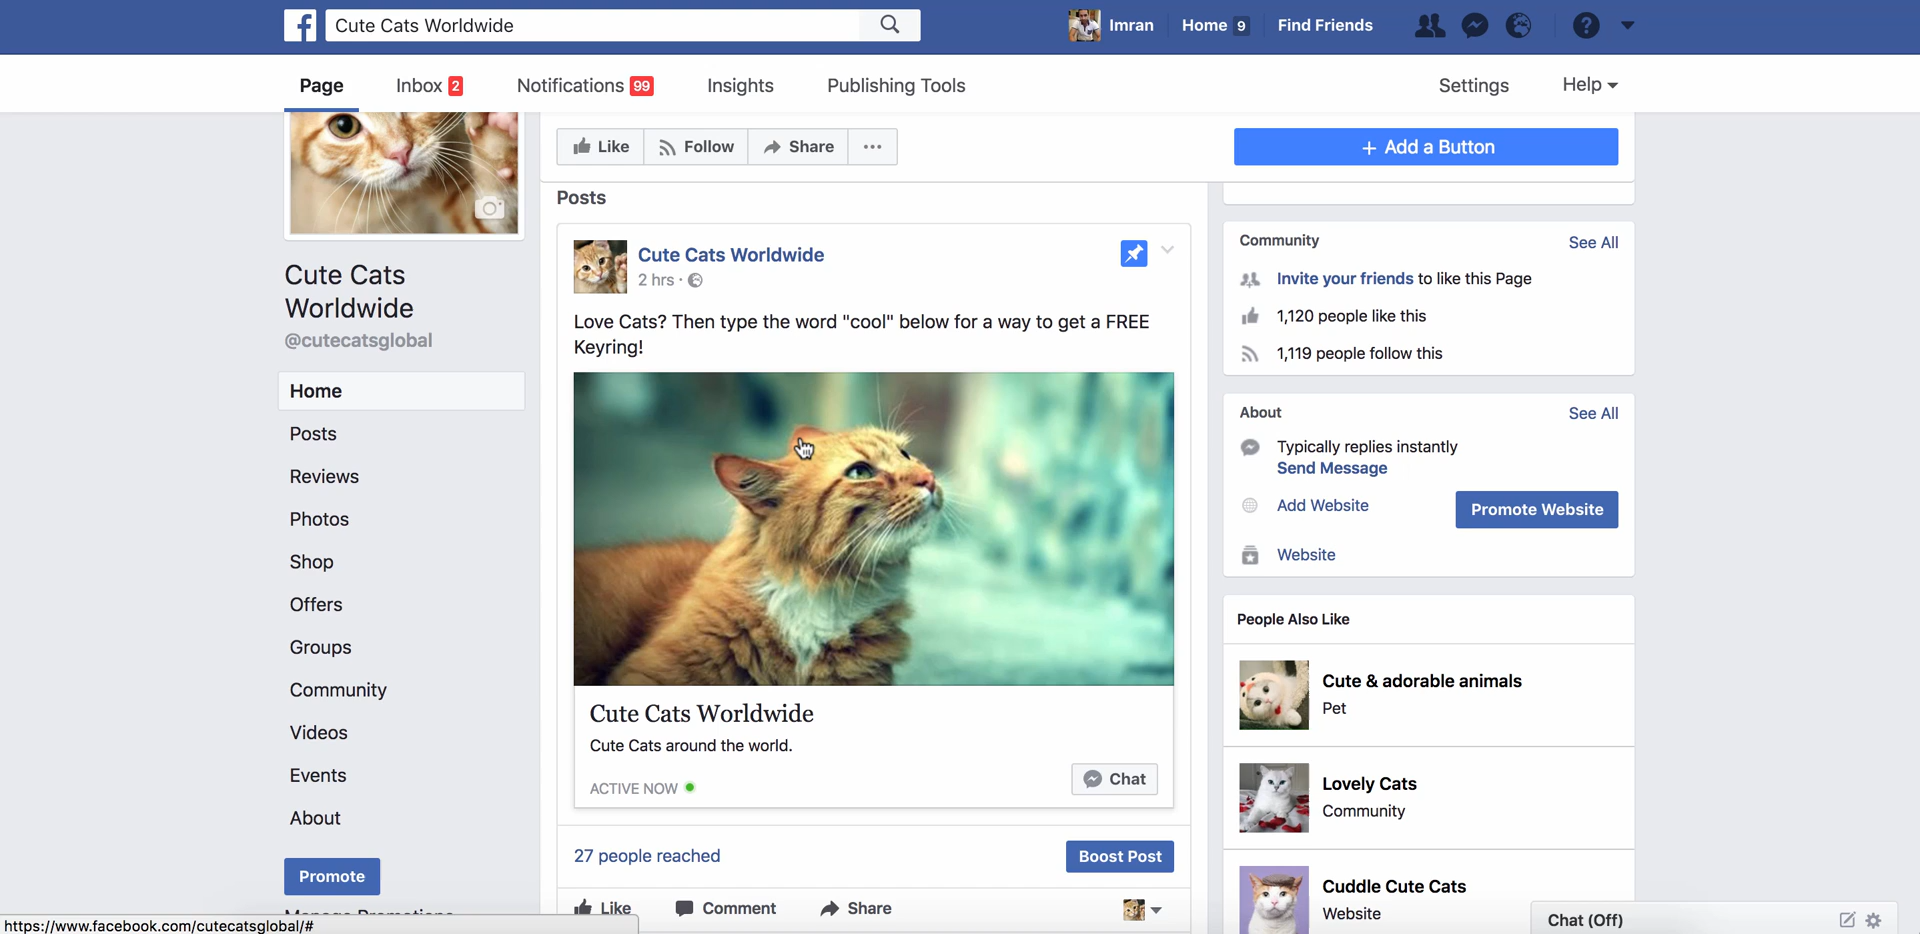 Cute Cats Worldwide
Imran
Home 9
Find Friends
Page
Inbox 2
Notifications 99
Insights
Publishing Tools
Settings
Help
Like
Follow
Share
+ Add a Button
Cute Cats
Worldwide
@cutecatsglobal
Home
Posts
Reviews
Photos
Shop
Offers
Groups
Community
Videos
Events
About
Promote
Manage Promotions
Posts
Cute Cats Worldwide
2 hrs ·
Love Cats? Then type the word "cool" below for a way to get a FREE
Keyring!
Cute Cats Worldwide
Cute Cats around the world.
ACTIVE NOW
Chat
27 people reached
Boost Post
Like
Comment
Share
Community
See All
Invite your friends to like this Page
1,120 people like this
1,119 people follow this
About
See All
Typically replies instantly
Send Message
Add Website
Promote Website
Website
People Also Like
Cute & adorable animals
Pet
Lovely Cats
Community
Cuddle Cute Cats
Website
Chat (Off)
https://www.facebook.com/cutecatsglobal/#